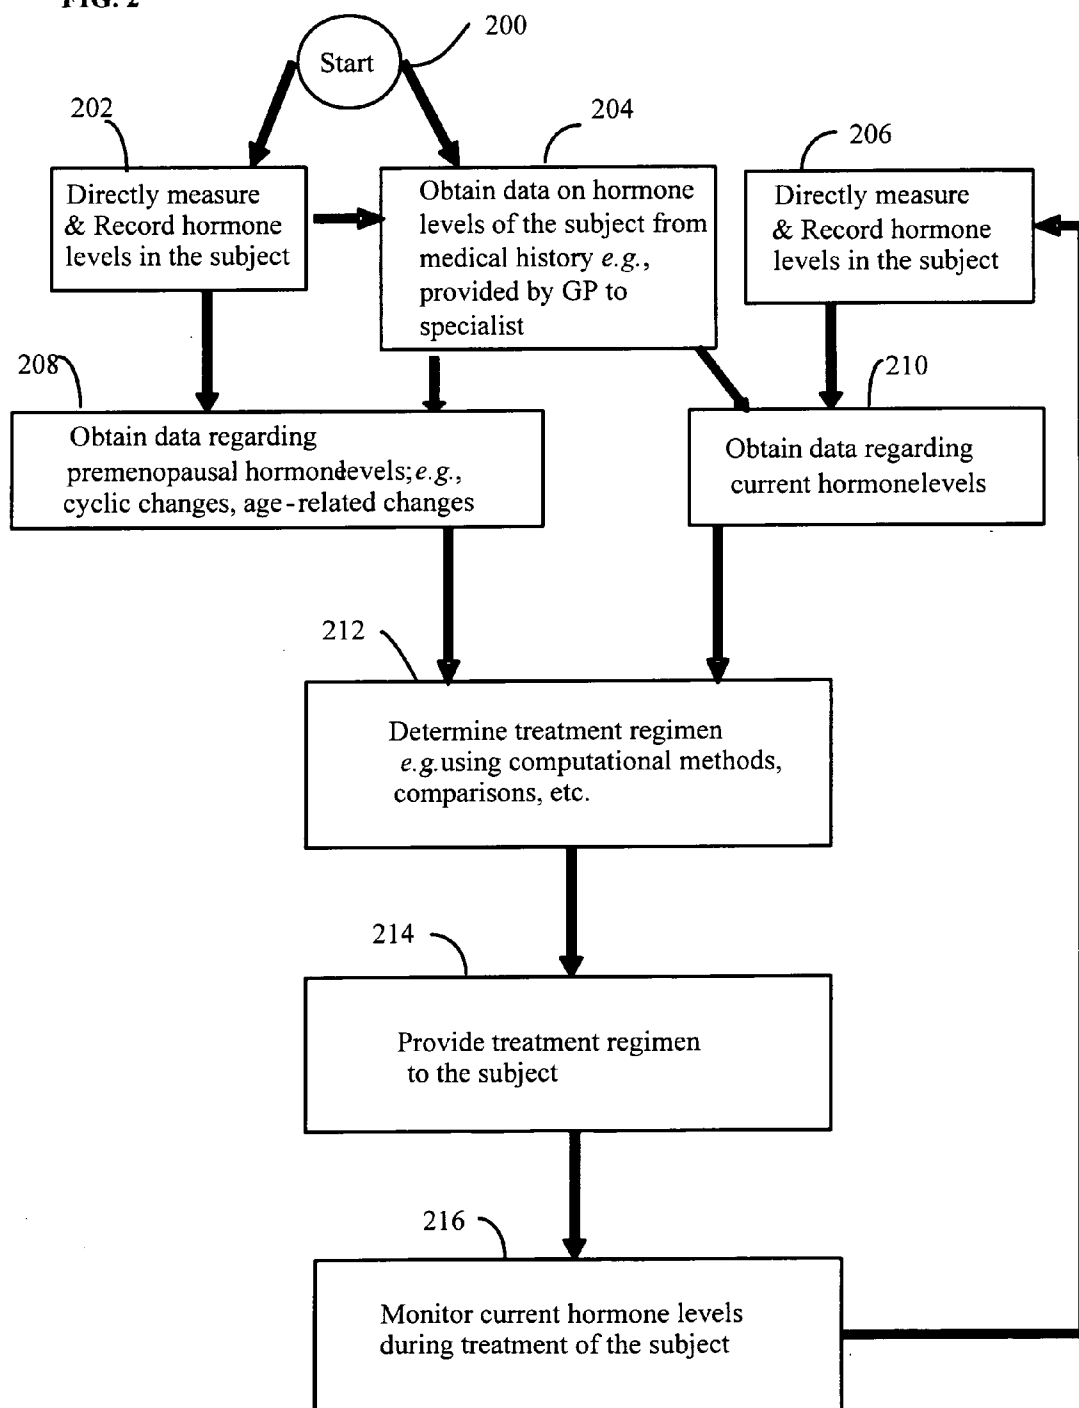 FIG. 2
200
Start
202
204
206
Directly measure
& Record hormone
levels in the subject
Obtain data on hormone
levels of the subject from
medical history e.g.,
provided by GP to
specialist
Directly measure
& Record hormone
levels in the subject
208
210
Obtain data regarding
premenopausal hormonelevels; e.g.,
cyclic changes, age-related changes
Obtain data regarding
current hormonelevels
212
Determine treatment regimen
e.g. using computational methods,
comparisons, etc.
214
Provide treatment regimen
to the subject
216
Monitor current hormone levels
during treatment of the subject